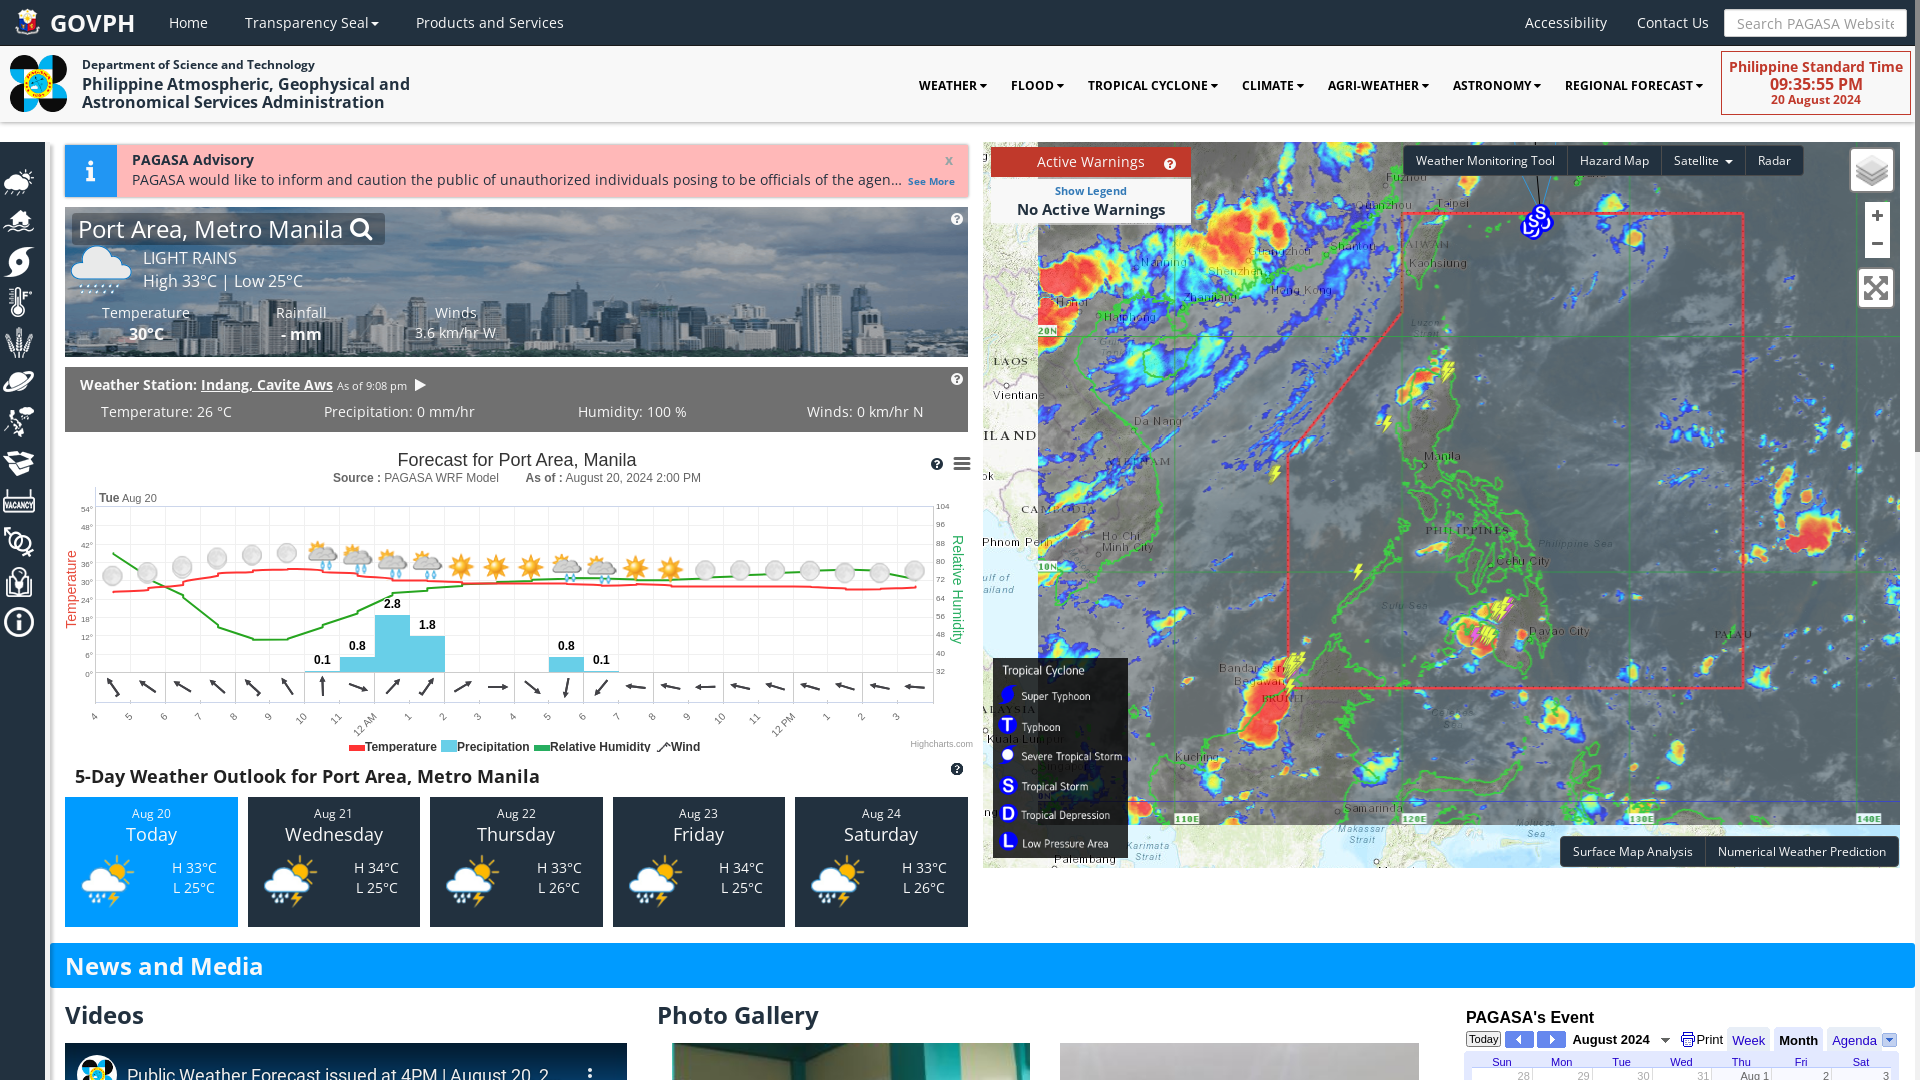 GOVPH
Home
Transparency Seal
Products and Services
Accessibility
Contact Us
Search PAGASA Website
Department of Science and Technology
Philippine Atmospheric, Geophysical and
Astronomical Services Administration
WEATHER
FLOOD
TROPICAL CYCLONE
CLIMATE
AGRI-WEATHER
ASTRONOMY
REGIONAL FORECAST
Philippine Standard Time
09:35:55 PM
20 August 2024
VACANCY
PAGASA Advisory
x
PAGASA would like to inform and caution the public of unauthorized individuals posing to be officials of the agen... See More
Port Area, Metro Manila
LIGHT RAINS
High 33°C | Low 25°C
Temperature
30°C
Rainfall
- mm
Winds
3.6 km/hr W
Weather Station: Indang, Cavite Aws As of 9:08 pm
Temperature: 26 °C
Precipitation: 0 mm/hr
Humidity: 100 %
Winds: 0 km/hr N
Forecast for Port Area, Manila
Source : PAGASA WRF Model As of : August 20, 2024 2:00 PM
Tue Aug 20
Temperature
54°
48°
42°
36°
30°
24°
18°
12°
6°
0°
104
96
88
80
72
64
56
48
40
32
Relative Humidity
0.1
0.8
2.8
1.8
0.8
0.1
4 5 6 7 8 9 10 11 12 AM 1 2 3 4 5 6 7 8 9 10 11 12 PM 1 2 3
Temperature Precipitation Relative Humidity Wind
Highcharts.com
5-Day Weather Outlook for Port Area, Metro Manila
Aug 20
Today
H 33°C
L 25°C
Aug 21
Wednesday
H 34°C
L 25°C
Aug 22
Thursday
H 33°C
L 26°C
Aug 23
Friday
H 34°C
L 25°C
Aug 24
Saturday
H 33°C
L 26°C
Active Warnings
Show Legend
No Active Warnings
Weather Monitoring Tool
Hazard Map
Satellite
Radar
+
−
Fuzhou
Quanzhou
Taipei
TAIWAN
Kaohsiung
Guangzhou
Shantou
Nanning
Shenzhen
Hong Kong
Zhanjiang
Hanoi
Haiphong
20N
LAOS
Vientiane
Da Nang
VIETNAM
CAMBODIA
Phnom Penh
Ho Chi
Minh City
10N
Manila
PHILIPPINES
Philippine Sea
Cebu City
Sulu Sea
Davao City
PALAU
Bandar Seri
Begawan
BRUNEI
Kuala Lumpur
Kuching
Samarinda
110E
120E
130E
140E
Makassar
Strait
Karimata
Strait
Palembang
Tropical Cyclone
Super Typhoon
T Typhoon
Severe Tropical Storm
S Tropical Storm
D Tropical Depression
L Low Pressure Area
Surface Map Analysis
Numerical Weather Prediction
News and Media
Videos
Public Weather Forecast issued at 4PM | August 20, 2...
Photo Gallery
PAGASA's Event
Today
August 2024
Print
Week
Month
Agenda
Sun Mon Tue Wed Thu Fri Sat
28 29 30 31 Aug 1 2 3